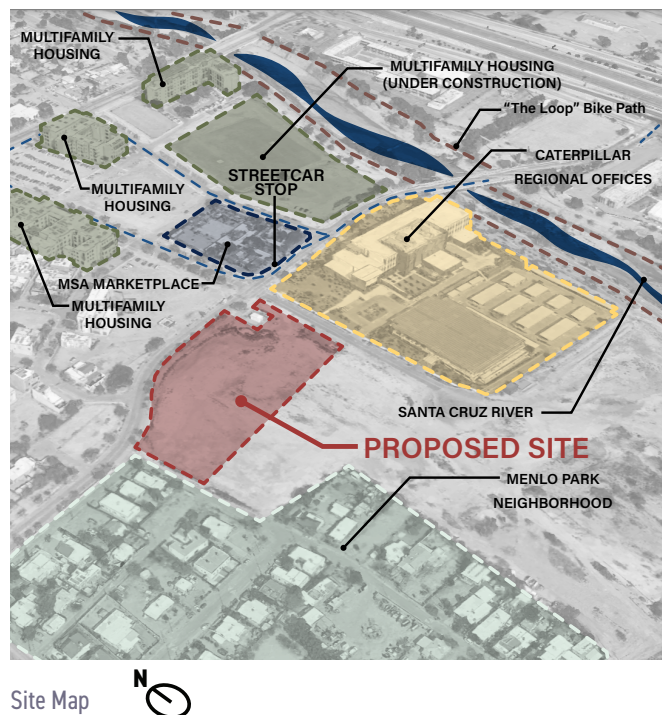 MULTIFAMILY
HOUSING
MULTIFAMILY HOUSING
(UNDER CONSTRUCTION)
“The Loop” Bike Path
CATERPILLAR
REGIONAL OFFICES
STREETCAR
STOP
MULTIFAMILY
HOUSING
MSA MARKETPLACE
MULTIFAMILY
HOUSING
SANTA CRUZ RIVER
PROPOSED SITE
MENLO PARK
NEIGHBORHOOD
Site Map
N